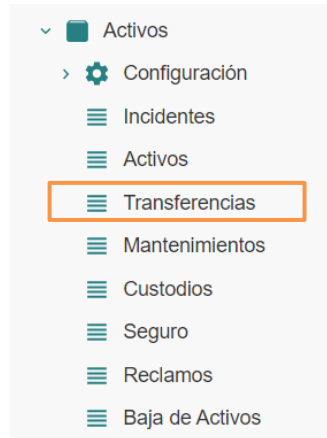 Activos
Configuración
Incidentes
Activos
Transferencias
Mantenimientos
Custodios
Seguro
Reclamos
Baja de Activos